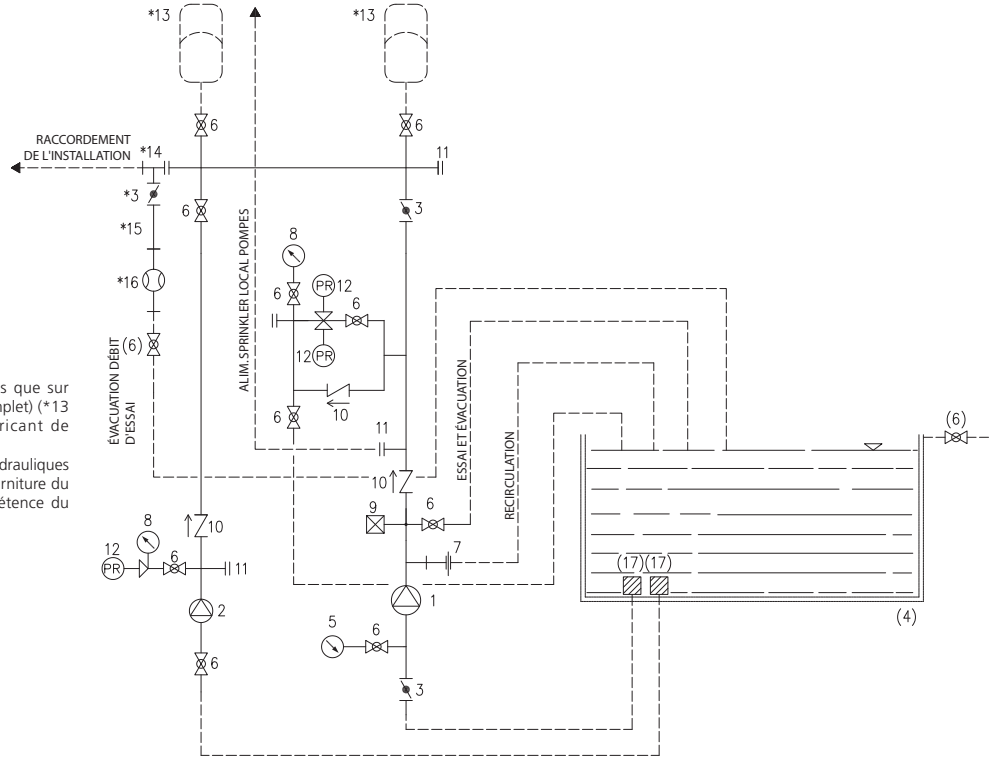 *13
*13
6
6
RACCORDEMENT
DE L'INSTALLATION
*14
11
*3
6
3
*15
8
ALIM. SPRINKLER LOCAL POMPES
*16
6
PR
12
6
(6)
12
PR
ÉVACUATION DÉBIT
D'ESSAI
10
6
s que sur
nplet) (*13
ricant de
drauliques
urniture du
étence du
11
ESSAI ET ÉVACUATION
RECIRCULATION
(6)
10
10
9
6
8
12
PR
6
11
7
(17)
(17)
2
1
(4)
5
6
6
3